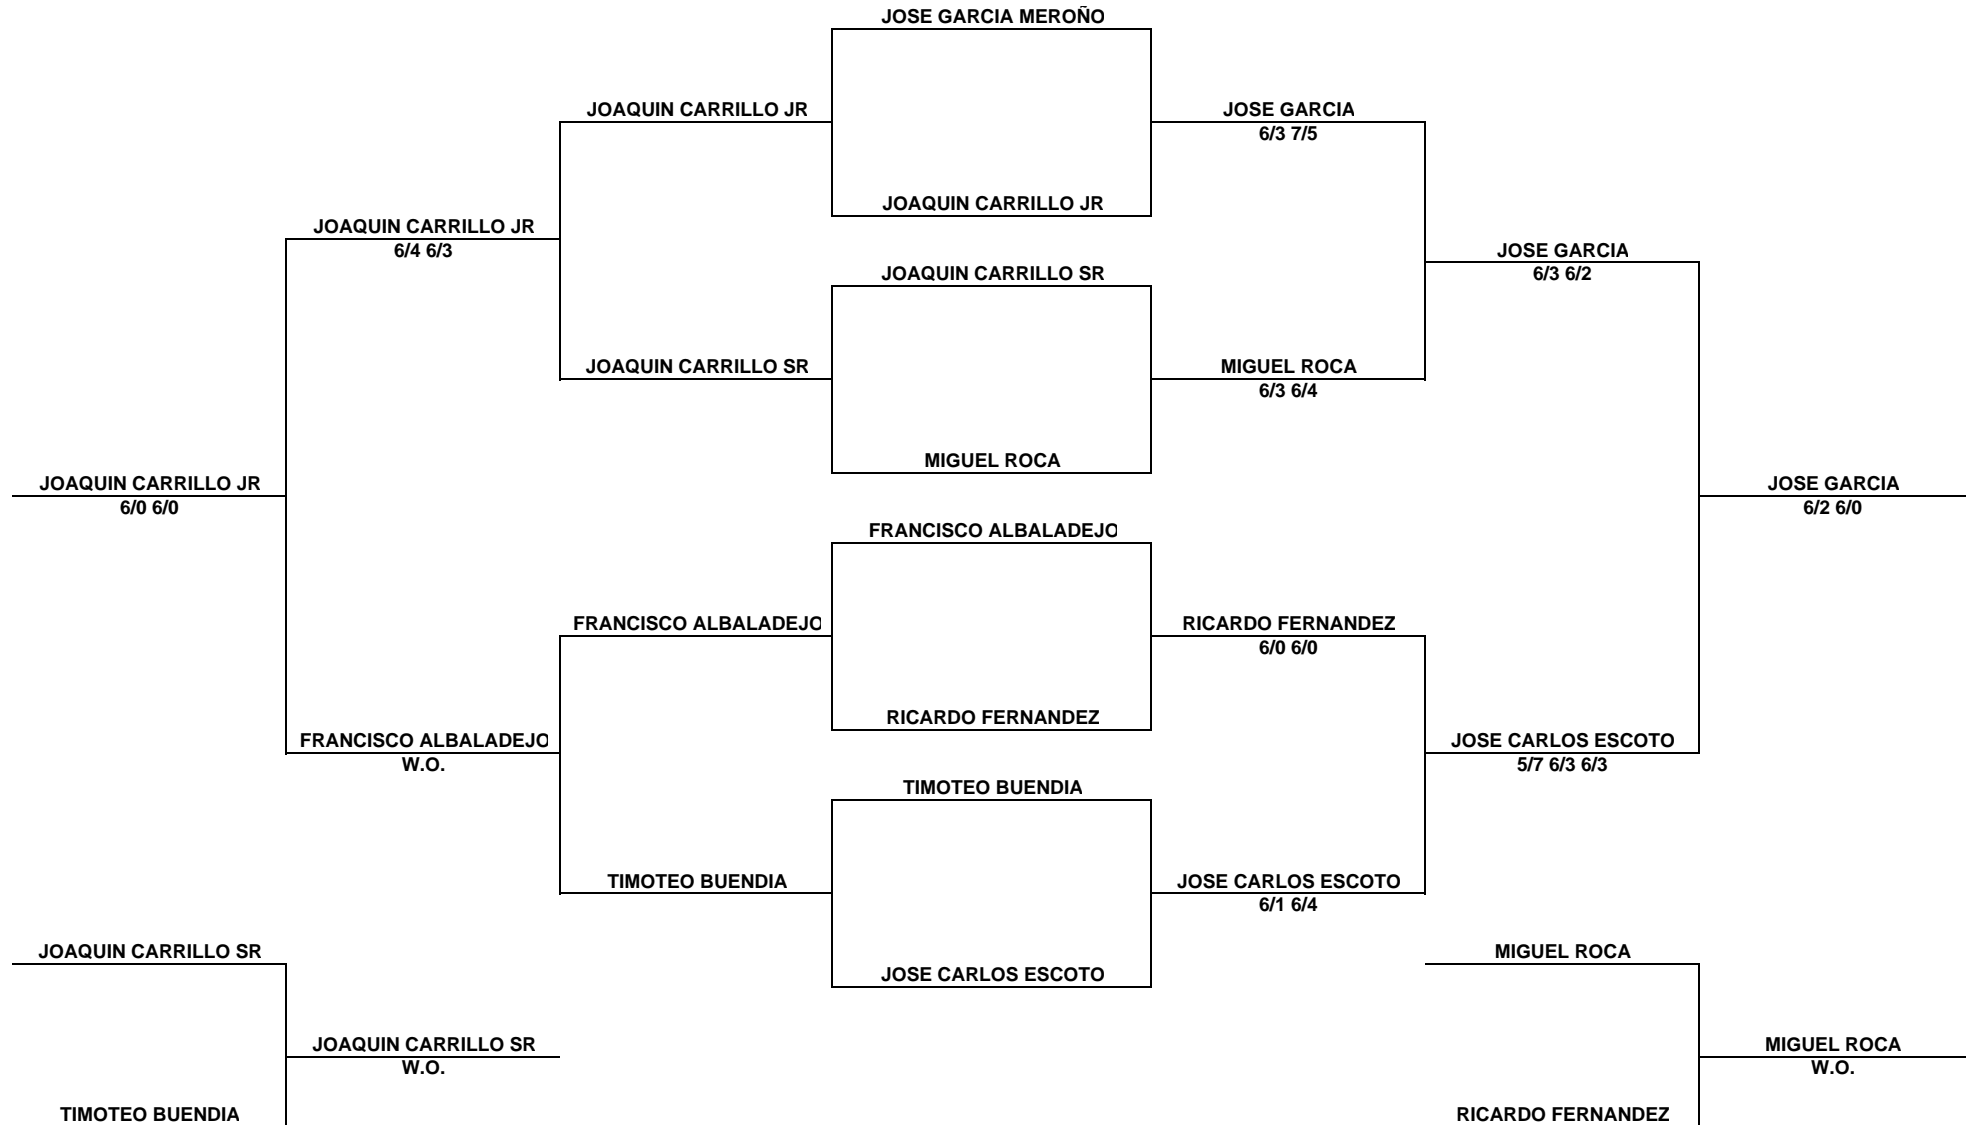 JOSE GARCIA MEROÑO
JOAQUIN CARRILLO JR
JOSE GARCIA
6/3 7/5
JOAQUIN CARRILLO JR
JOAQUIN CARRILLO JR
6/4 6/3
JOSE GARCIA
6/3 6/2
JOAQUIN CARRILLO SR
JOAQUIN CARRILLO SR
MIGUEL ROCA
6/3 6/4
MIGUEL ROCA
JOAQUIN CARRILLO JR
6/0 6/0
JOSE GARCIA
6/2 6/0
FRANCISCO ALBALADEJO
FRANCISCO ALBALADEJO
RICARDO FERNANDEZ
6/0 6/0
RICARDO FERNANDEZ
FRANCISCO ALBALADEJO
W.O.
JOSE CARLOS ESCOTO
5/7 6/3 6/3
TIMOTEO BUENDIA
TIMOTEO BUENDIA
JOSE CARLOS ESCOTO
6/1 6/4
JOAQUIN CARRILLO SR
MIGUEL ROCA
JOSE CARLOS ESCOTO
JOAQUIN CARRILLO SR
W.O.
MIGUEL ROCA
W.O.
TIMOTEO BUENDIA
RICARDO FERNANDEZ